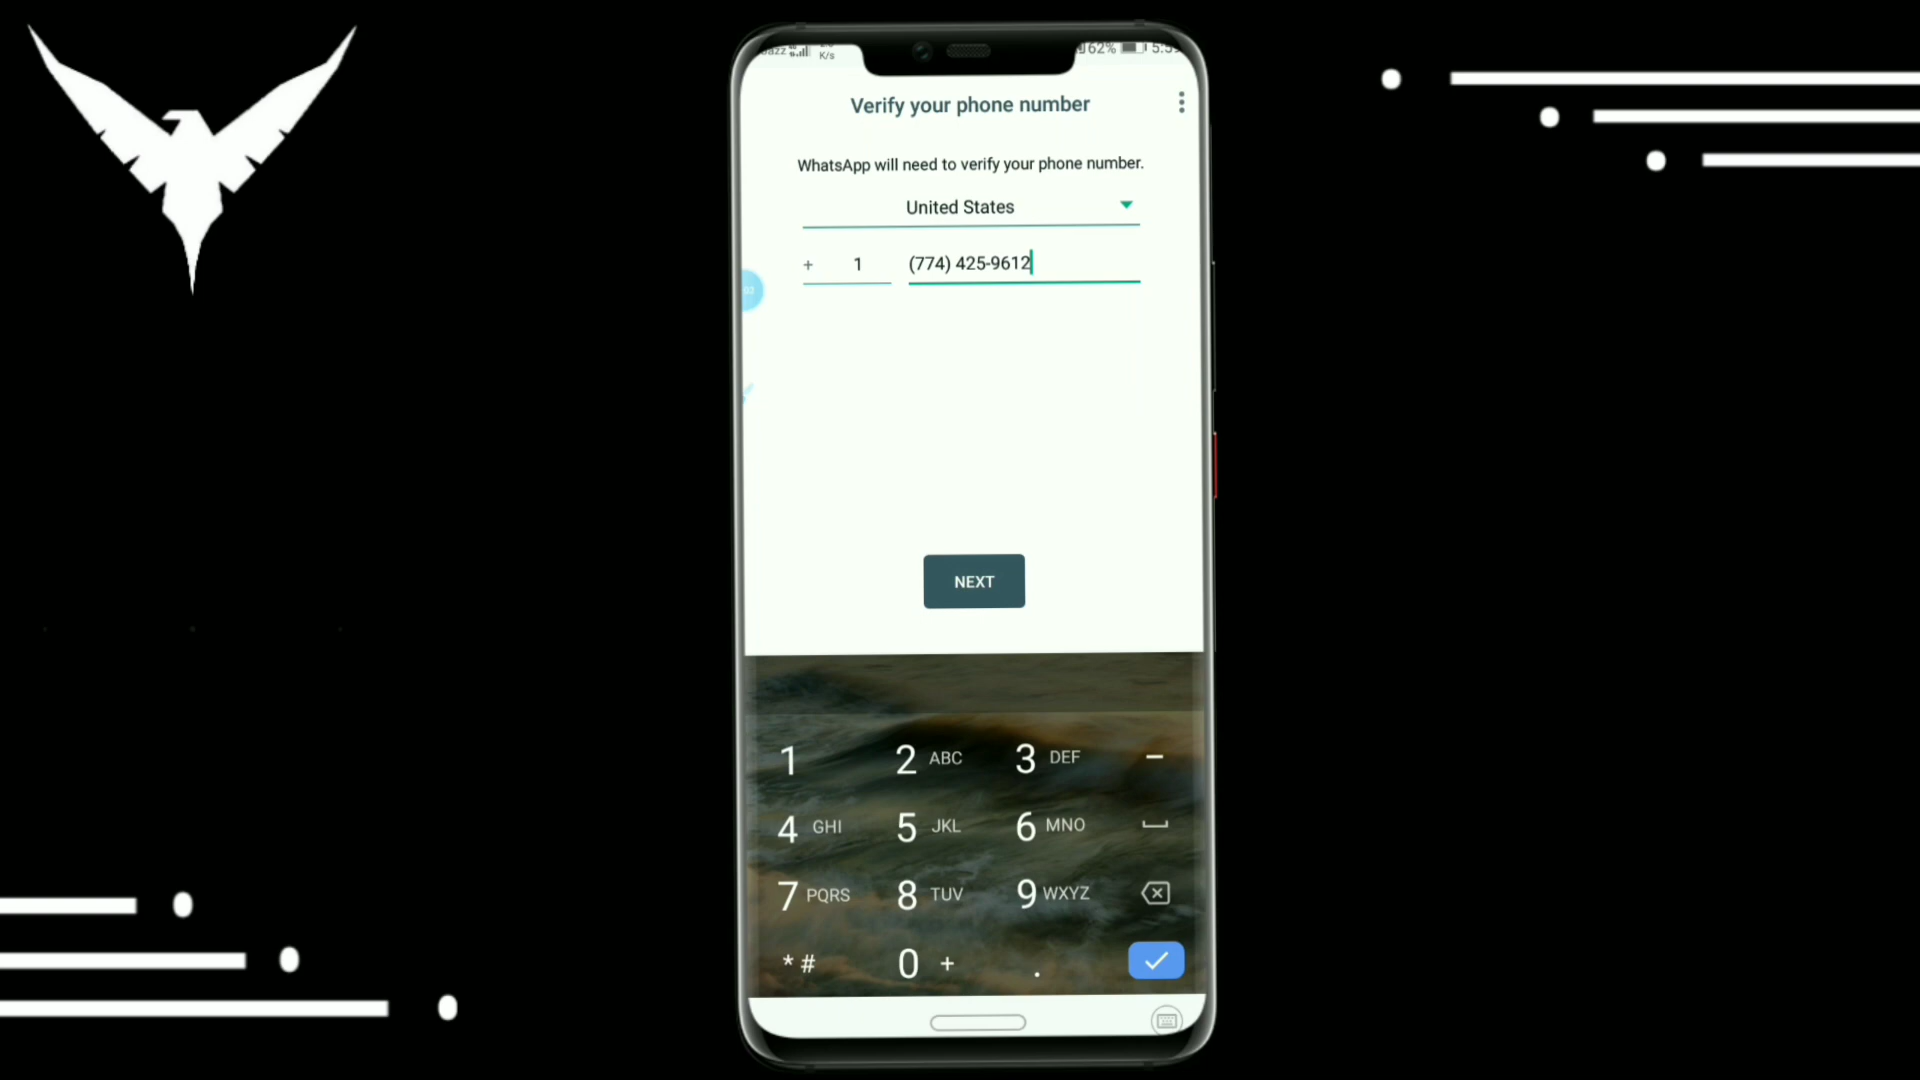 K/s
62%
Verify your phone number
WhatsApp will need to verify your phone number.
United States
+ 1 (774) 425-9612
NEXT
1 2 ABC 3 DEF –
4 GHI 5 JKL 6 MNO
7 PQRS 8 TUV 9 WXYZ
* # 0 + .